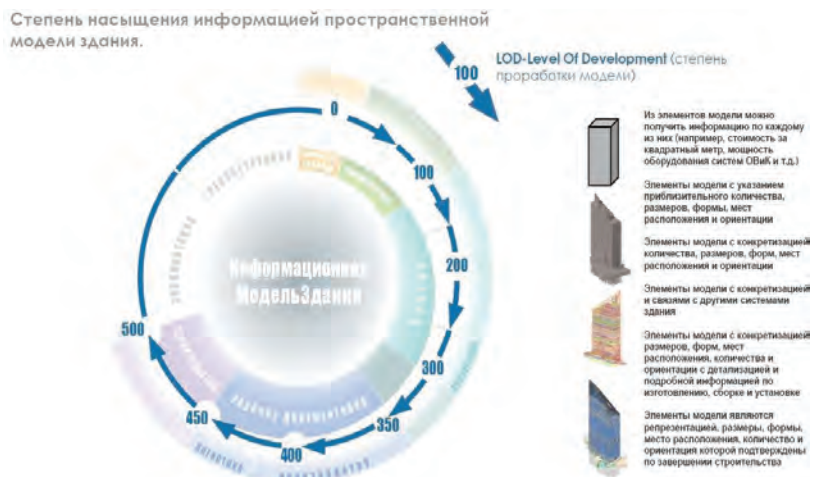 Степень насыщения информацией пространственной
модели здания.
LOD-Level Of Development (степень
проработки модели)
100
0
100
200
300
350
400
450
500
Информационная
МодельЗдания
Из элементов модели можно
получить информацию по каждому
из них (например, стоимость за
квадратный метр, мощность
оборудования систем ОВиК и т.д.)
Элементы модели с указанием
приблизительного количества,
размеров, формы, мест
расположения и ориентации
Элементы модели с конкретизацией
количества, размеров, форм, мест
расположения и ориентации
Элементы модели с конкретизацией
и связями с другими системами
здания
Элементы модели с конкретизацией
размеров, форм, мест
расположения, количества и
ориентации с детализацией и
подробной информацией по
изготовлению, сборке и установке
Элементы модели являются
репрезентацией, размеры, формы,
место расположения, количество и
ориентация которой подтверждены
по завершении строительства